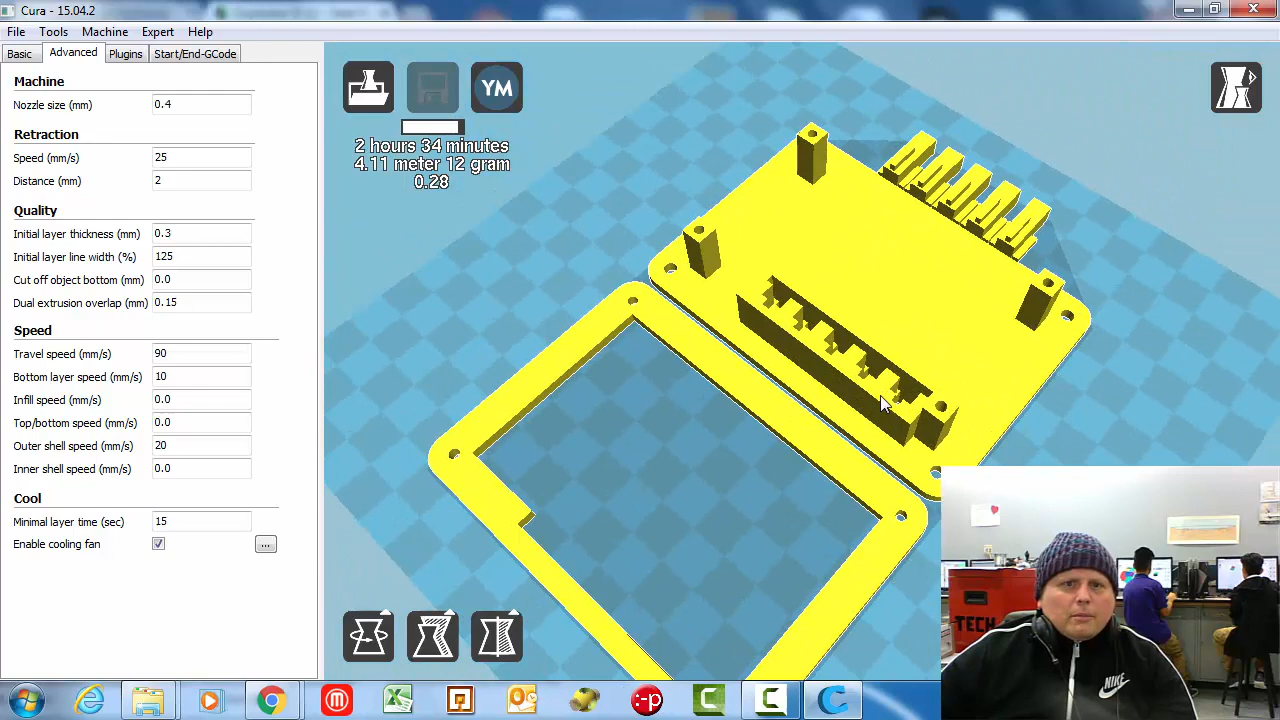 Cura - 15.04.2
File Tools Machine Expert Help
Basic Advanced Plugins Start/End-GCode
Machine
Nozzle size (mm) 0.4
Retraction
Speed (mm/s) 25
Distance (mm) 2
Quality
Initial layer thickness (mm) 0.3
Initial layer line width (%) 125
Cut off object bottom (mm) 0.0
Dual extrusion overlap (mm) 0.15
Speed
Travel speed (mm/s) 90
Bottom layer speed (mm/s) 10
Infill speed (mm/s) 0.0
Top/bottom speed (mm/s) 0.0
Outer shell speed (mm/s) 20
Inner shell speed (mm/s) 0.0
Cool
Minimal layer time (sec) 15
Enable cooling fan ...
YM
2 hours 34 minutes
4.11 meter 12 gram
0.28
TECH
NIKE